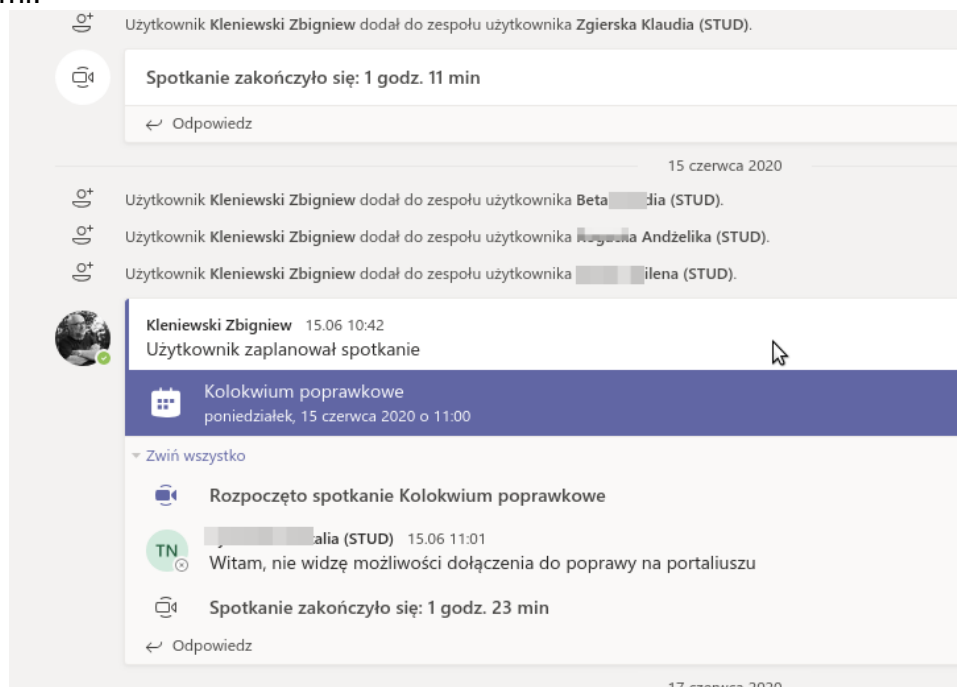 Użytkownik Kleniewski Zbigniew dodał do zespołu użytkownika Zgierska Klaudia (STUD).
Spotkanie zakończyło się: 1 godz. 11 min
Odpowiedz
15 czerwca 2020
Użytkownik Kleniewski Zbigniew dodał do zespołu użytkownika Beta dia (STUD).
Użytkownik Kleniewski Zbigniew dodał do zespołu użytkownika Andżelika (STUD).
Użytkownik Kleniewski Zbigniew dodał do zespołu użytkownika ilena (STUD).
Kleniewski Zbigniew 15.06 10:42
Użytkownik zaplanował spotkanie
Kolokwium poprawkowe
poniedziałek, 15 czerwca 2020 o 11:00
Zwiń wszystko
Rozpoczęto spotkanie Kolokwium poprawkowe
alia (STUD) 15.06 11:01
TN
Witam, nie widzę możliwości dołączenia do poprawy na portaliuszu
Spotkanie zakończyło się: 1 godz. 23 min
Odpowiedz
17 czerwca 2020